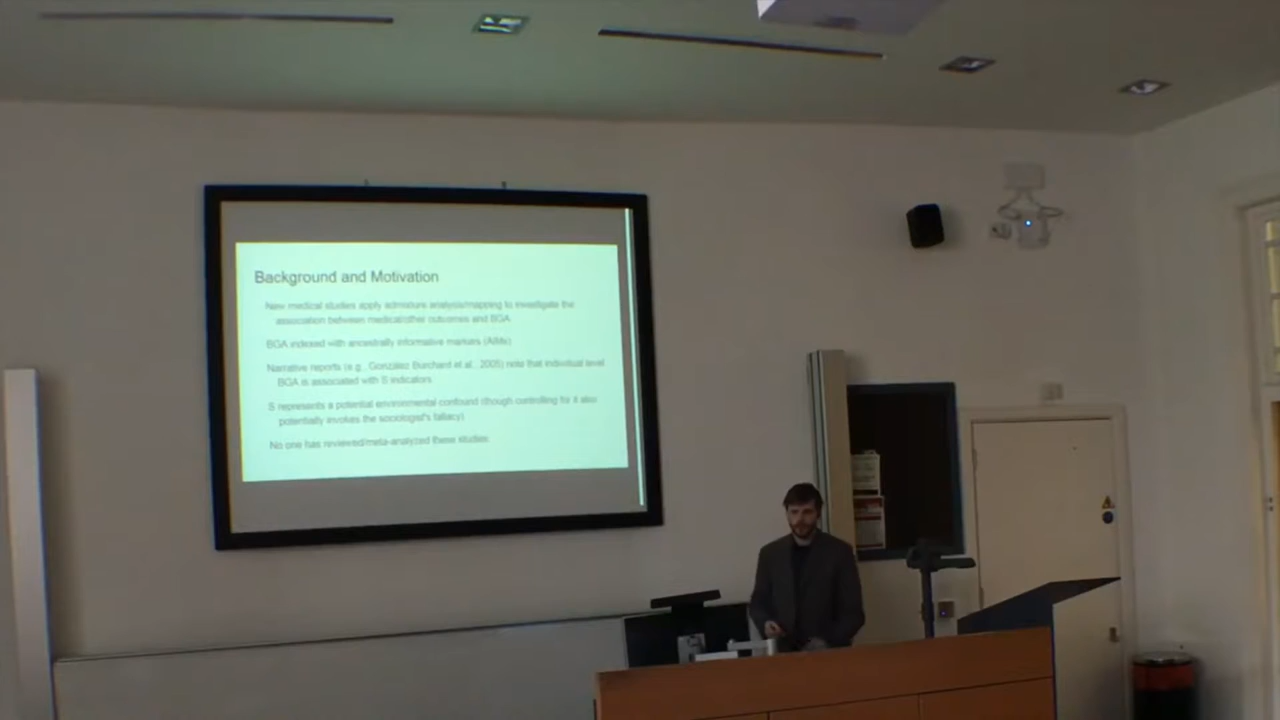 Background and Motivation
New medical studies apply admixture analysis/mapping to investigate the
association between medical/other outcomes and BGA
BGA indexed with ancestrally informative markers (AIMs)
Narrative reports (e.g., González Burchard et al., 2005) note that individual level
BGA is associated with S indicators
S represents a potential environmental confound (though controlling for it also
potentially invokes the sociologist's fallacy)
No one has reviewed/meta-analyzed these studies